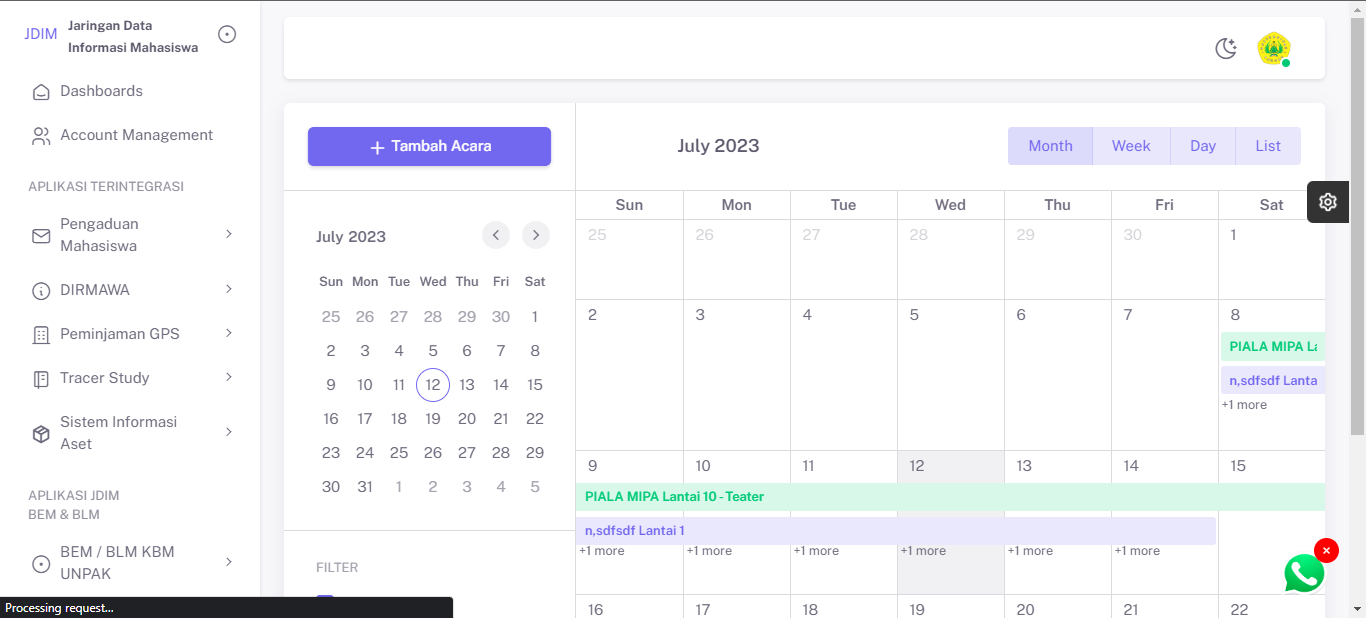 JDIM
Jaringan Data
Informasi Mahasiswa
Dashboards
Account Management
APLIKASI TERINTEGRASI
Pengaduan
Mahasiswa
DIRMAWA
Peminjaman GPS
Tracer Study
Sistem Informasi
Aset
APLIKASI JDIM
BEM & BLM
BEM / BLM KBM
UNPAK
Processing request...
+ Tambah Acara
July 2023
Sun Mon Tue Wed Thu Fri Sat
25 26 27 28 29 30 1
2 3 4 5 6 7 8
9 10 11 12 13 14 15
16 17 18 19 20 21 22
23 24 25 26 27 28 29
30 31 1 2 3 4 5
FILTER
July 2023
Month Week Day List
Sun Mon Tue Wed Thu Fri Sat
25 26 27 28 29 30 1
2 3 4 5 6 7 8
PIALA MIPA La
n,sdfsdf Lanta
+1 more
9 10 11 12 13 14 15
PIALA MIPA Lantai 10 - Teater
n,sdfsdf Lantai 1
+1 more +1 more +1 more +1 more +1 more +1 more
16 17 18 19 20 21 22